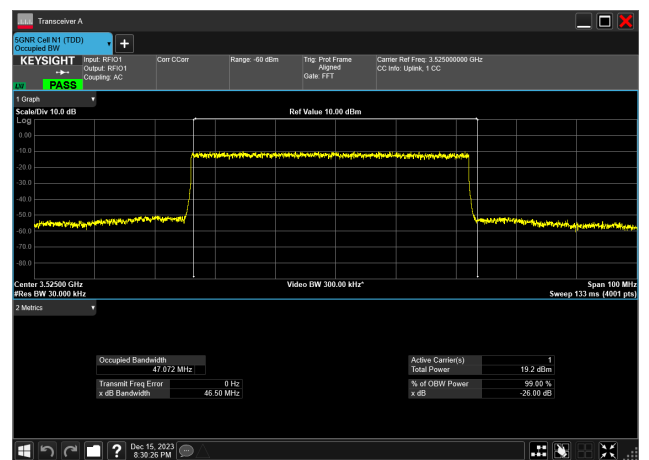 Transceiver A
5GNR Cell N1 (TDD)
Occupied BW
KEYSIGHT
LV
PASS
Input: RFIO1
Output: RFIO1
Coupling: AC
Corr CCorr
Range: -60 dBm
Trig: Prot Frame
Aligned
Gate: FFT
Carrier Ref Freq: 3.525000000 GHz
CC Info: Uplink, 1 CC
1 Graph
Scale/Div 10.0 dB
Ref Value 10.00 dBm
Log
0.00
-10.0
-20.0
-30.0
-40.0
-50.0
-60.0
-70.0
-80.0
Center 3.52500 GHz
Video BW 300.00 kHz*
Span 100 MHz
#Res BW 30.000 kHz
Sweep 133 ms (4001 pts)
2 Metrics
Occupied Bandwidth
47.072 MHz
Transmit Freq Error 0 Hz
x dB Bandwidth 46.50 MHz
Active Carrier(s) 1
Total Power 19.2 dBm
% of OBW Power 99.00 %
x dB -26.00 dB
?
Dec 15, 2023
8:30:26 PM